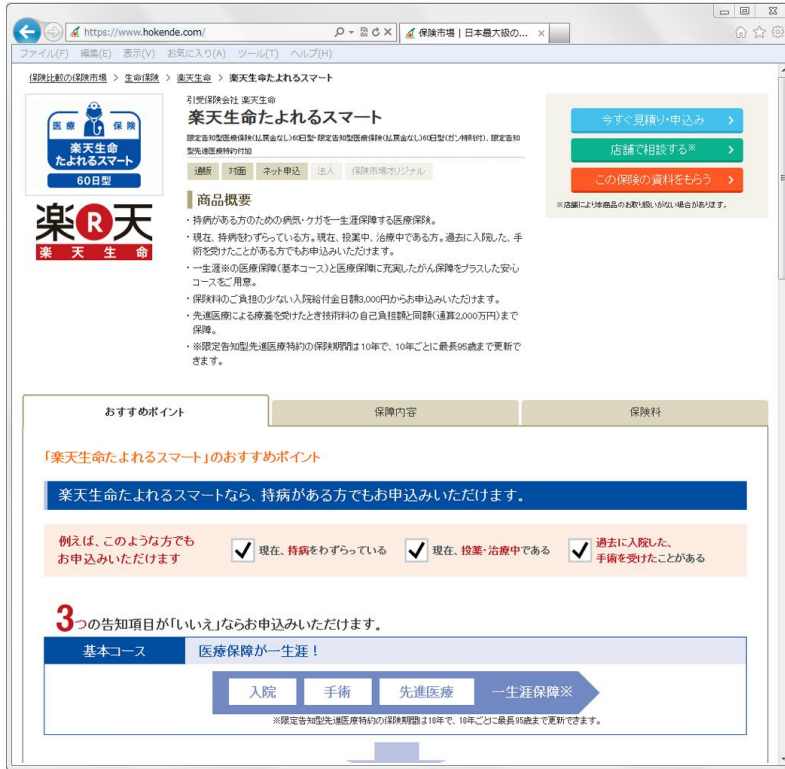 https://www.hokende.com/
保険市場 | 日本最大級の...
ファイル(F) 編集(E) 表示(V) お気に入り(A) ツール(T) ヘルプ(H)
保険比較の保険市場 > 生命保険 > 楽天生命 > 楽天生命たよれるスマート
医療 保険
楽天生命
たよれるスマート
60日型
楽R天
楽天生命
引受保険会社 楽天生命
楽天生命たよれるスマート
限定告知型医療保険(払戻金なし)60日型・限定告知型医療保険(払戻金なし)60日型(ガン特則付)、限定告知
型先進医療特約付加
通販 対面 ネット申込 法人 保険市場オリジナル
商品概要
・持病がある方のための病気・ケガを一生涯保障する医療保険。
・現在、持病をわずらっている方。現在、投薬中、治療中である方。過去に入院した、手
術を受けたことがある方でもお申込みいただけます。
・一生涯※の医療保障(基本コース)と医療保障に充実したがん保障をプラスした安心
コースをご用意。
・保険料のご負担の少ない入院給付金日額3,000円からお申込みいただけます。
・先進医療による療養を受けたとき技術料の自己負担額と同額(通算2,000万円)まで
保障。
・※限定告知型先進医療特約の保険期間は10年で、10年ごとに最長95歳まで更新で
きます。
今すぐ見積り・申込み
店舗で相談する※
この保険の資料をもらう
※店舗により本商品のお取り扱いがない場合があります。
おすすめポイント
保障内容
保険料
「楽天生命たよれるスマート」のおすすめポイント
楽天生命たよれるスマートなら、持病がある方でもお申込みいただけます。
例えば、このような方でも
お申込みいただけます
現在、持病をわずらっている
現在、投薬・治療中である
過去に入院した、
手術を受けたことがある
3つの告知項目が「いいえ」ならお申込みいただけます。
基本コース 医療保障が一生涯！
入院 手術 先進医療 一生涯保障※
※限定告知型先進医療特約の保険期間は10年で、10年ごとに最長95歳まで更新できます。